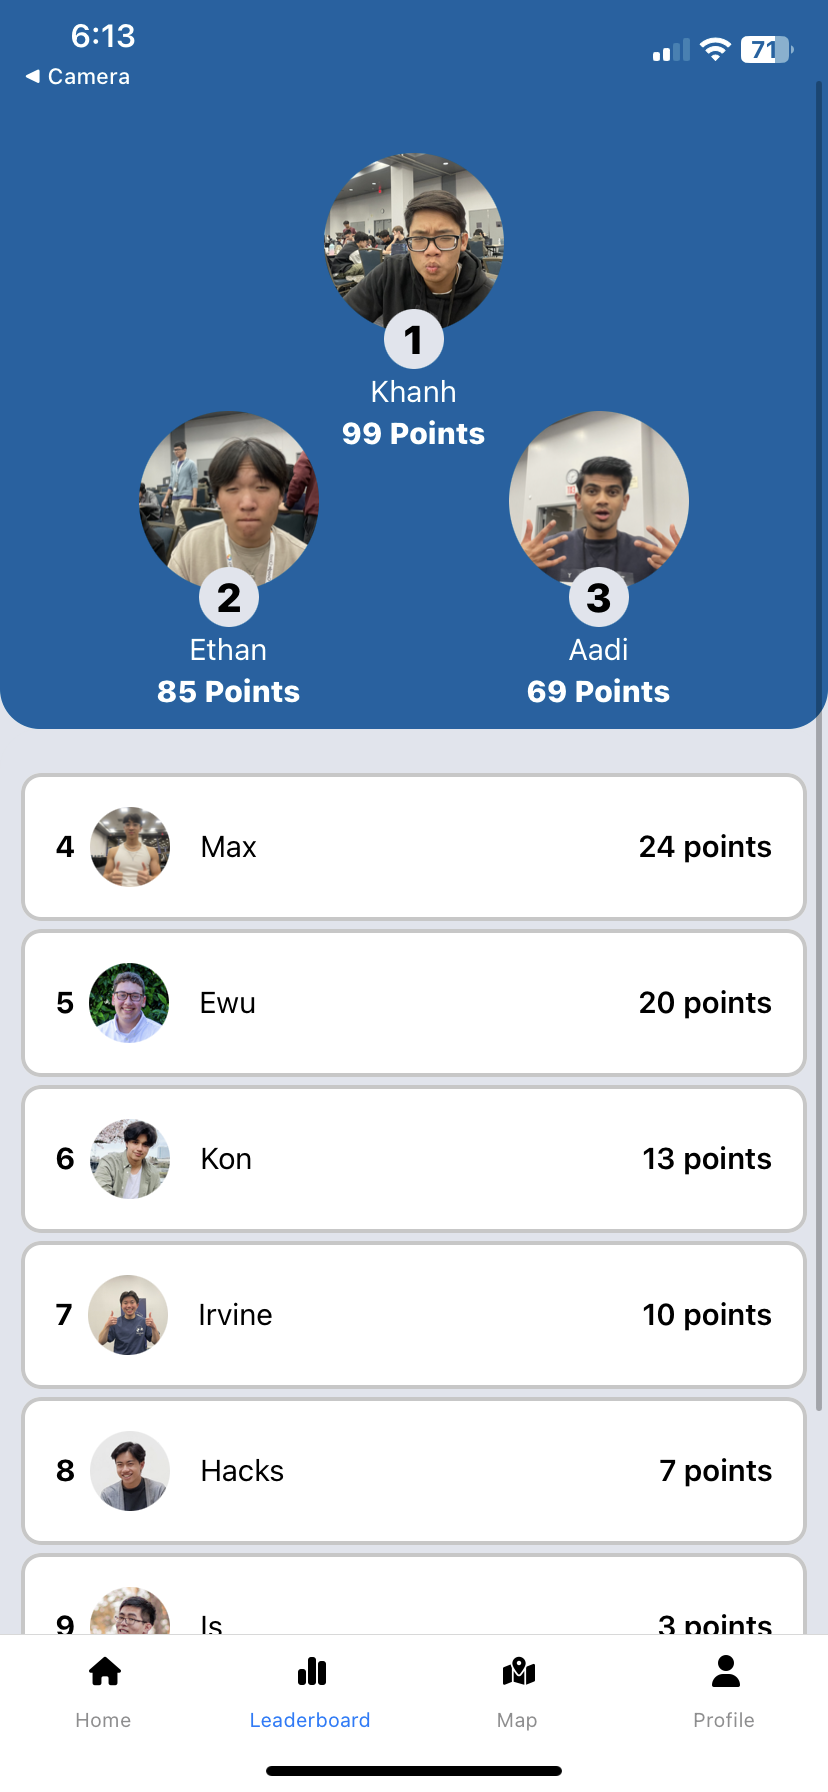 6:13
71
◀ Camera
1
Khanh
99 Points
2
Ethan
85 Points
3
Aadi
69 Points
4 Max 24 points
5 Ewu 20 points
6 Kon 13 points
7 Irvine 10 points
8 Hacks 7 points
9 Is 3 points
Home Leaderboard Map Profile